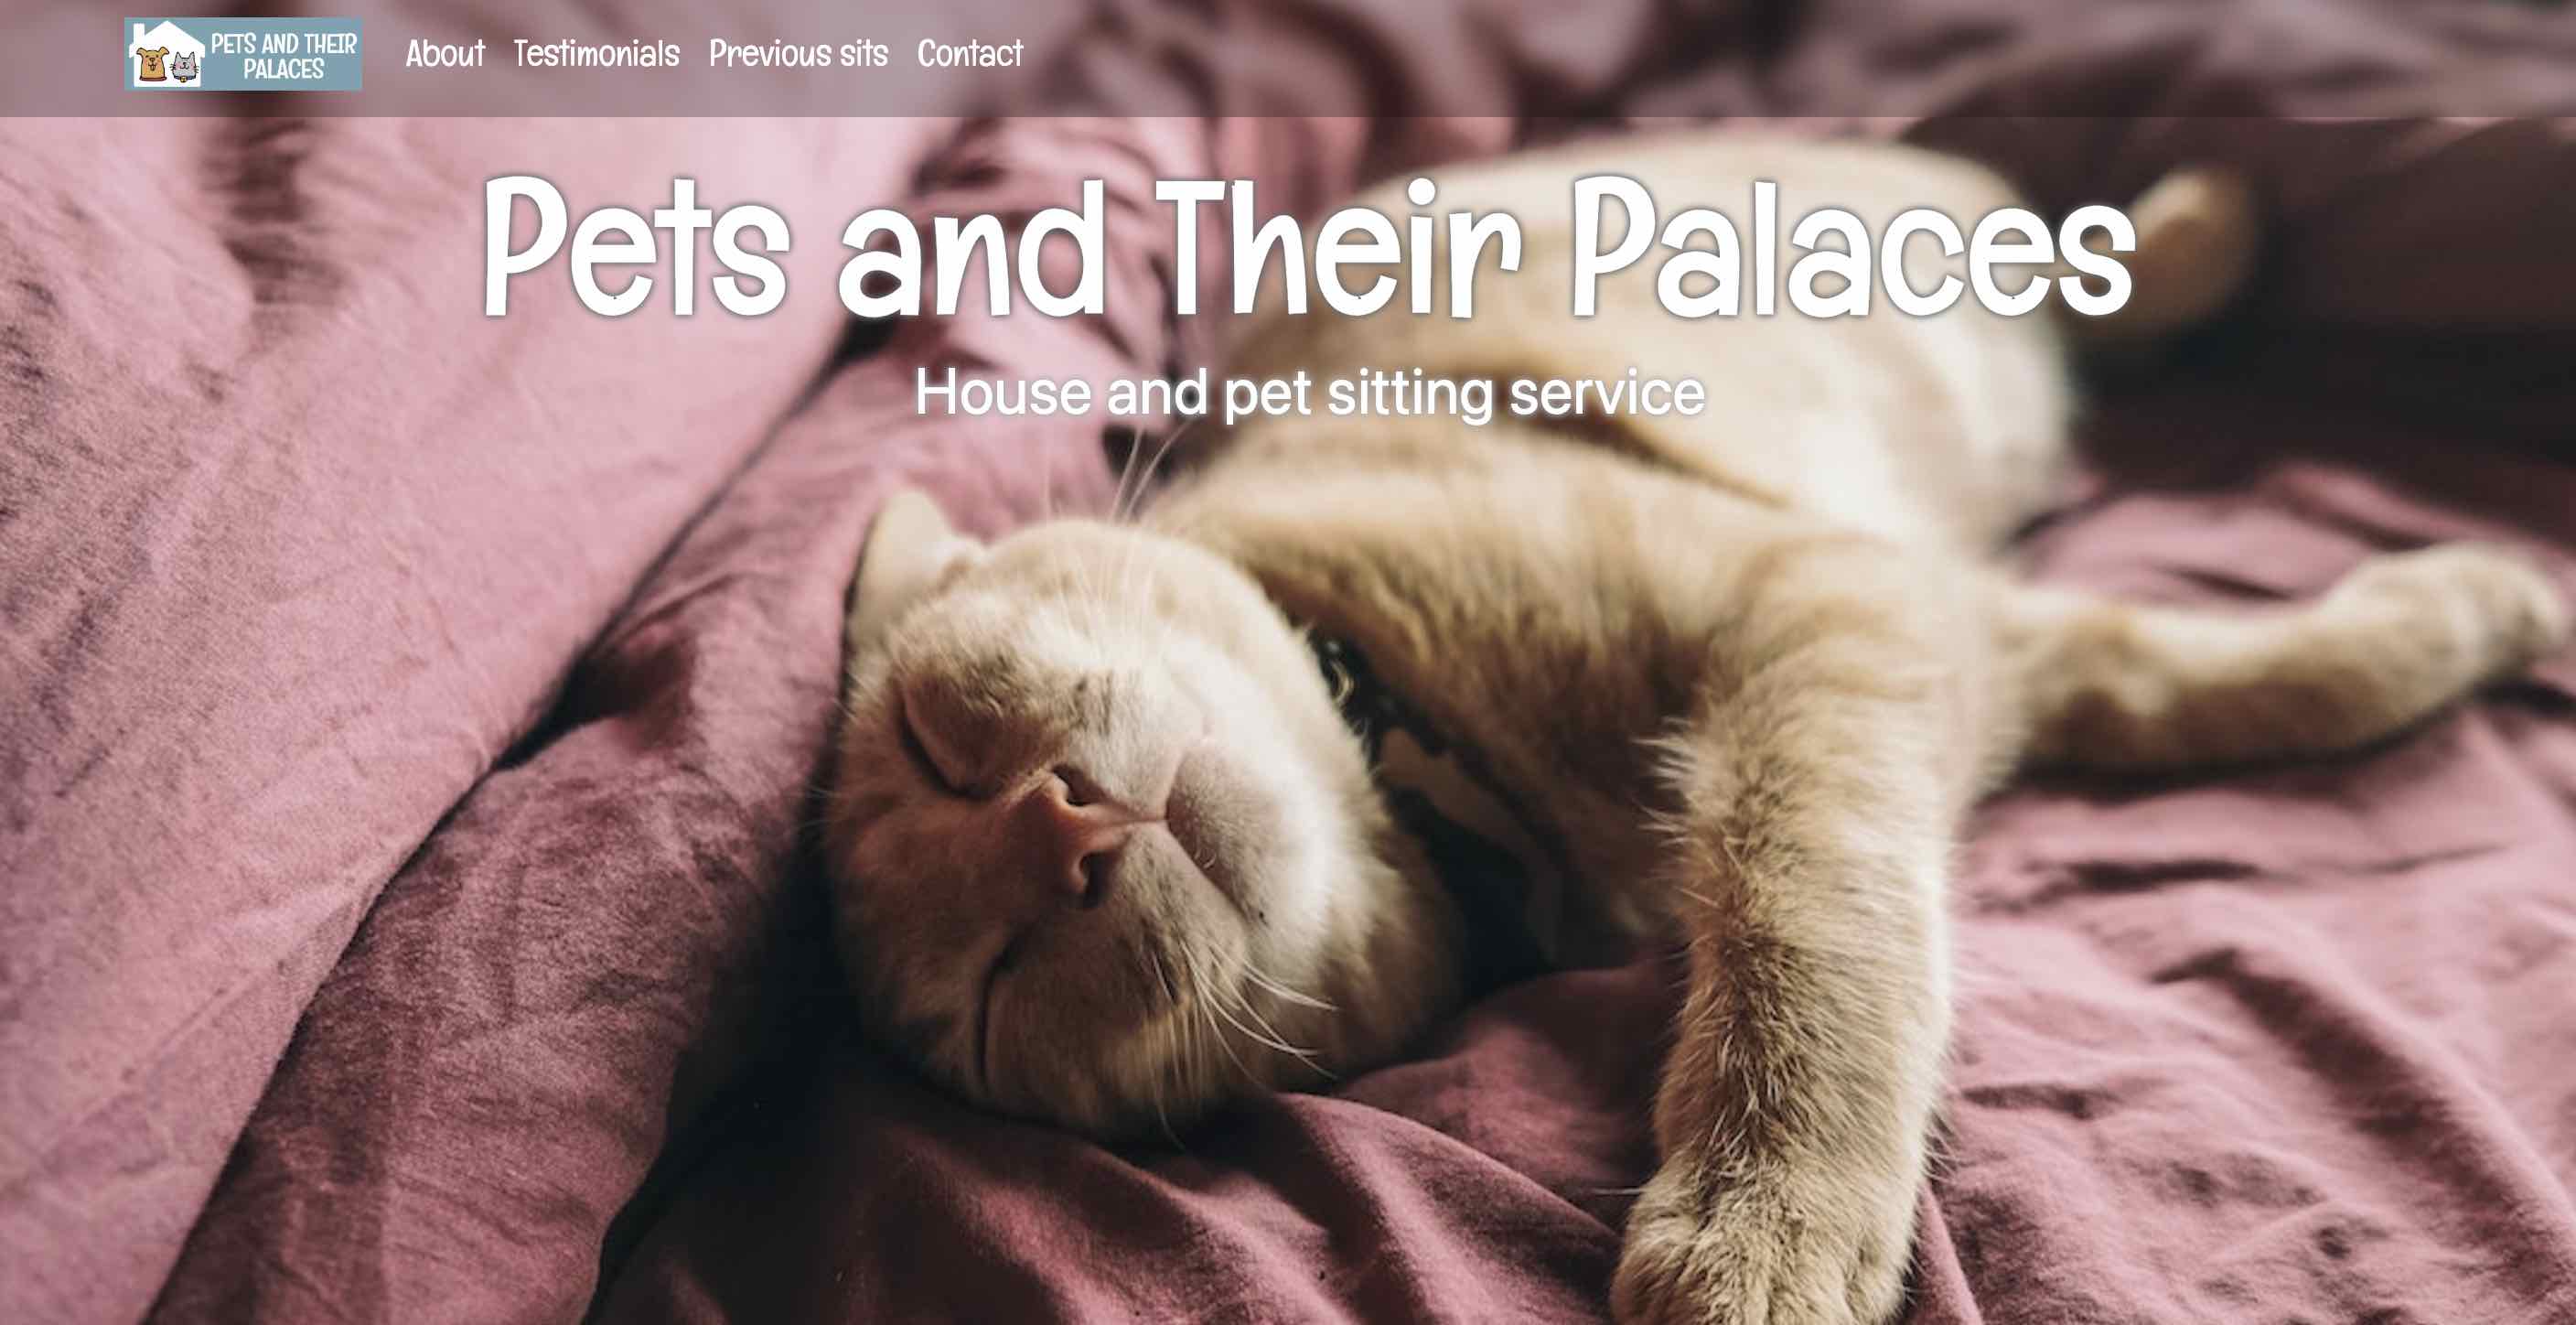 PETS AND THEIR
PALACES
About Testimonials Previous sits Contact
Pets and Their Palaces
House and pet sitting service